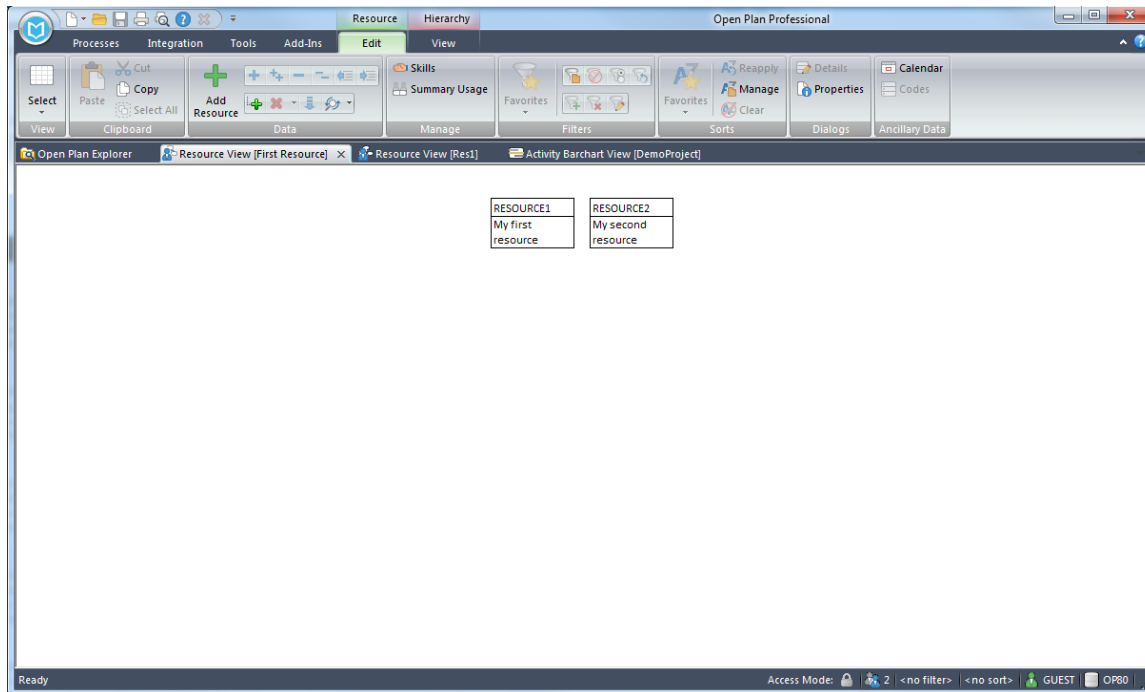 Resource Hierarchy Open Plan Professional
Processes Integration Tools Add-Ins Edit View
Select
View
Paste
Cut
Copy
Select All
Clipboard
Add
Resource
Data
Skills
Summary Usage
Manage
Favorites
Filters
Favorites
Reapply
Manage
Clear
Sorts
Details
Properties
Dialogs
Calendar
Codes
Ancillary Data
Open Plan Explorer Resource View [First Resource] Resource View [Res1] Activity Barchart View [DemoProject]
RESOURCE1
My first
resource
RESOURCE2
My second
resource
Ready Access Mode: 2 <no filter> <no sort> GUEST OP80